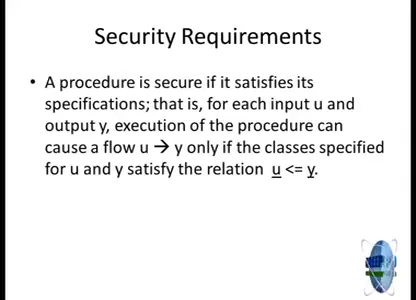 Security Requirements
• A procedure is secure if it satisfies its
specifications; that is, for each input u and
output y, execution of the procedure can
cause a flow u → y only if the classes specified
for u and y satisfy the relation u <= y.